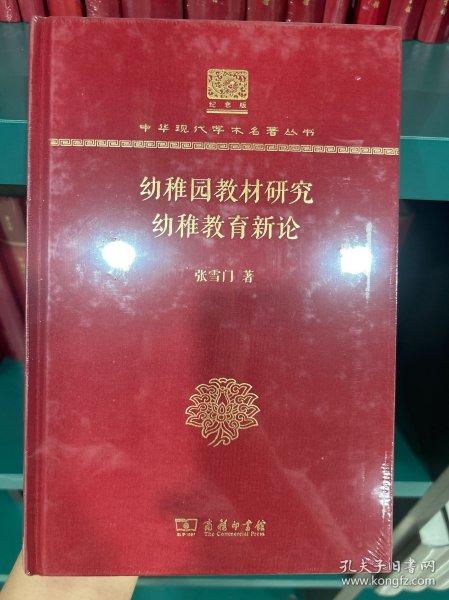 纪念版
中华现代学术名著丛书
幼稚园教材研究
幼稚教育新论
张雪门 著
商务印书馆
The Commercial Press
孔夫子旧书网
www.kongfz.com